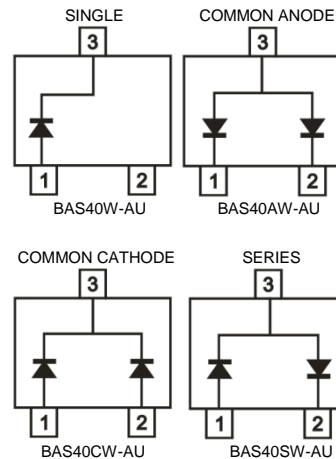 SINGLE
3
1
2
BAS40W-AU
COMMON ANODE
3
1
2
BAS40AW-AU
COMMON CATHODE
3
1
2
BAS40CW-AU
SERIES
3
1
2
BAS40SW-AU